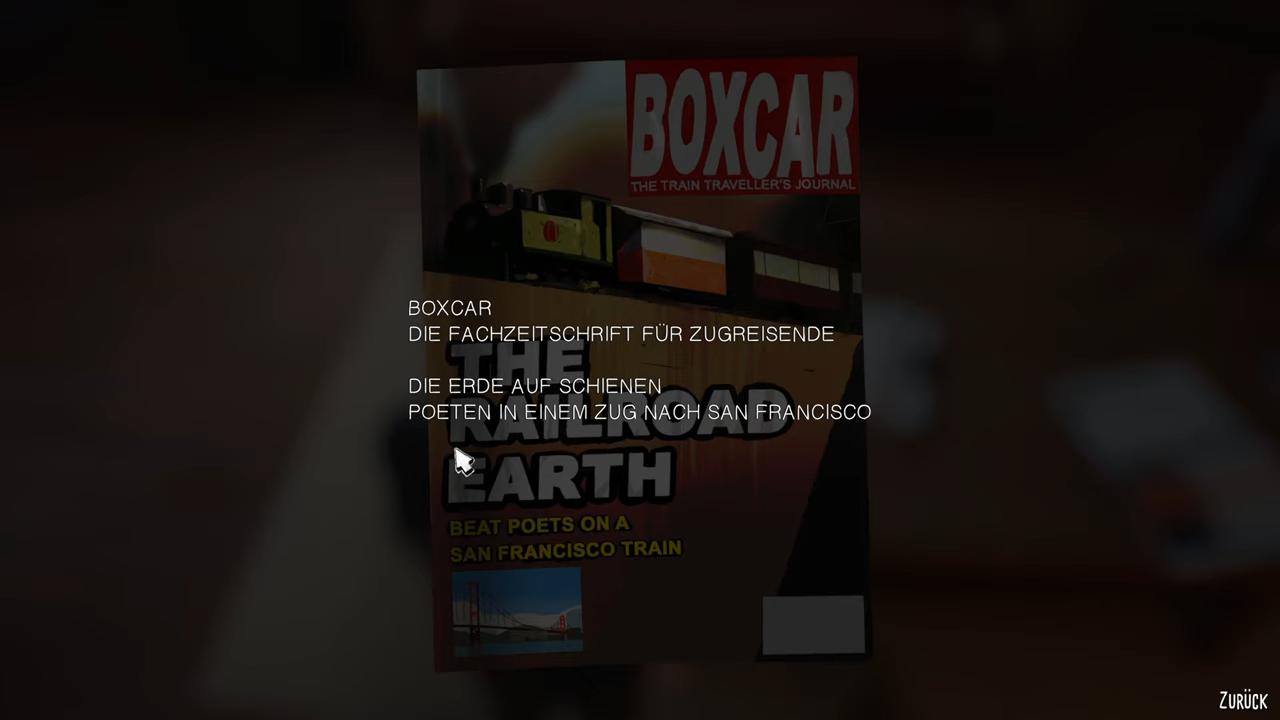 BOXCAR
THE TRAIN TRAVELLER'S JOURNAL
BOXCAR
DIE FACHZEITSCHRIFT FÜR ZUGREISENDE
DIE ERDE AUF SCHIENEN
POETEN IN EINEM ZUG NACH SAN FRANCISCO
THE
RAILROAD
EARTH
BEAT POETS ON A
SAN FRANCISCO TRAIN
ZURÜCK